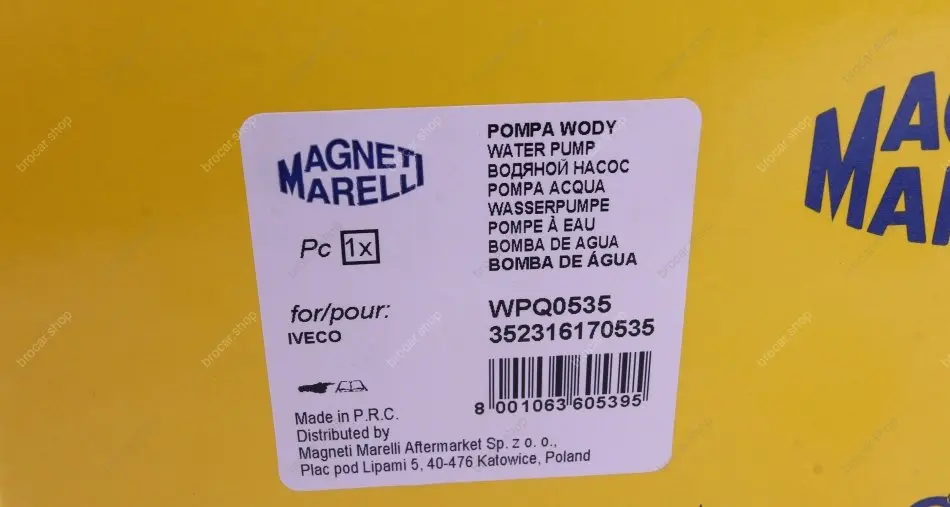 MAGNETI
MARELLI
Pc 1x
for/pour:
IVECO
POMPA WODY
WATER PUMP
ВОДЯНОЙ НАСОС
POMPA ACQUA
WASSERPUMPE
POMPE À EAU
BOMBA DE AGUA
BOMBA DE ÁGUA
WPQ0535
352316170535
8 001063 605395
Made in P.R.C.
Distributed by
Magneti Marelli Aftermarket Sp. z o. o.,
Plac pod Lipami 5, 40-476 Katowice, Poland
MA
MA
brocar.shop